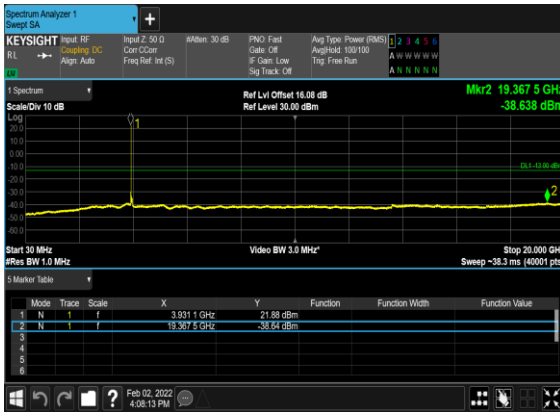 Spectrum Analyzer 1
Swept SA
KEYSIGHT Input: RF Input Z: 50 Ω #Atten: 30 dB PNO: Fast Avg Type: Power (RMS) 1 2 3 4 5 6
RL Coupling: DC Corr CCorr Gate: Off Avg|Hold: 100/100 A W W W W W
Align: Auto Freq Ref: Int (S) IF Gain: Low Trig: Free Run
LXI Sig Track: Off A N N N N N
1 Spectrum Ref Lvl Offset 16.08 dB Mkr2 19.367 5 GHz
Scale/Div 10 dB Ref Level 30.00 dBm -38.638 dBm
Log
20.0
10.0
0.00
-10.0
-20.0
-30.0
-40.0
-50.0
-60.0
1
DL1 -13.00 dBm
2
Start 30 MHz Video BW 3.0 MHz* Stop 20.000 GHz
#Res BW 1.0 MHz Sweep ~38.3 ms (40001 pts)
5 Marker Table
Mode Trace Scale X Y Function Function Width Function Value
1 N 1 f 3.931 1 GHz 21.88 dBm
2 N 1 f 19.367 5 GHz -38.64 dBm
3
4
5
6
Feb 02, 2022
4:08:13 PM